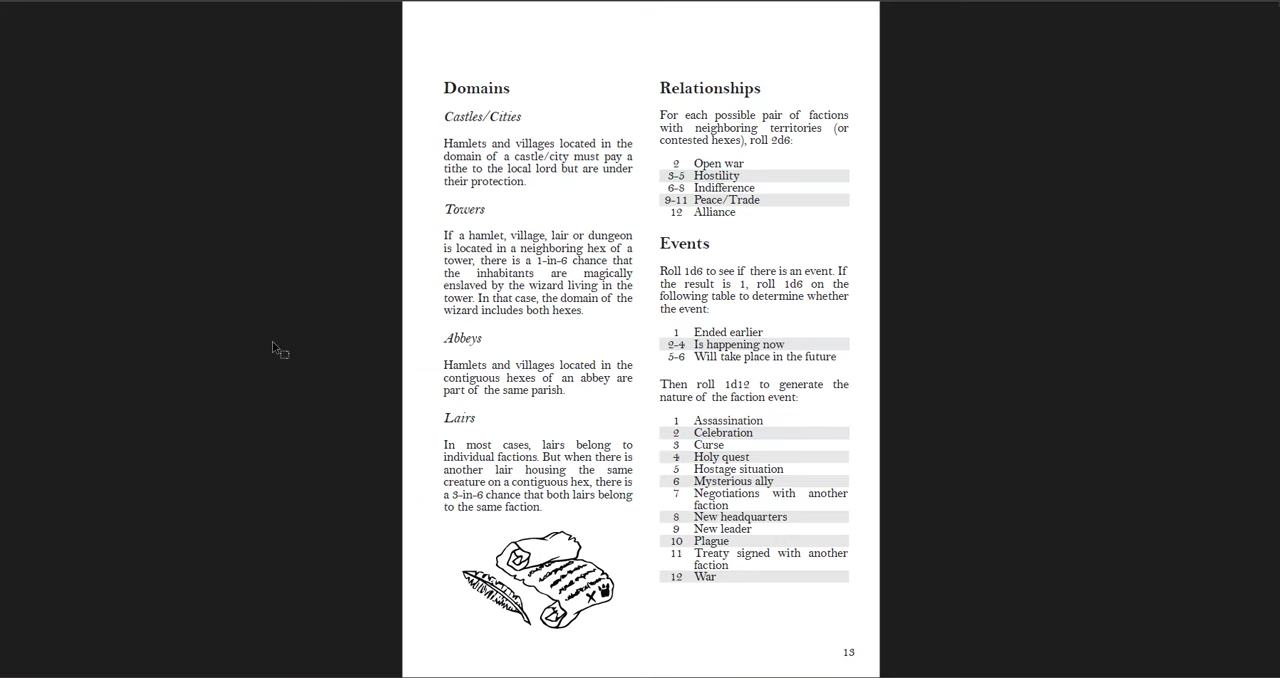 Domains
Castles/Cities
Hamlets and villages located in the
domain of a castle/city must pay a
tithe to the local lord but are under
their protection.
Towers
If a hamlet, village, lair or dungeon
is located in a neighboring hex of a
tower, there is a 1-in-6 chance that
the inhabitants are magically
enslaved by the wizard living in the
tower. In that case, the domain of the
wizard includes both hexes.
Abbeys
Hamlets and villages located in the
contiguous hexes of an abbey are
part of the same parish.
Lairs
In most cases, lairs belong to
individual factions. But when there is
another lair housing the same
creature on a contiguous hex, there is
a 3-in-6 chance that both lairs belong
to the same faction.
Relationships
For each possible pair of factions
with neighboring territories (or
contested hexes), roll 2d6:
2 Open war
3-5 Hostility
6-8 Indifference
9-11 Peace/Trade
12 Alliance
Events
Roll 1d6 to see if there is an event. If
the result is 1, roll 1d6 on the
following table to determine whether
the event:
1 Ended earlier
2-4 Is happening now
5-6 Will take place in the future
Then roll 1d12 to generate the
nature of the faction event:
1 Assassination
2 Celebration
3 Curse
4 Holy quest
5 Hostage situation
6 Mysterious ally
7 Negotiations with another
faction
8 New headquarters
9 New leader
10 Plague
11 Treaty signed with another
faction
12 War
13